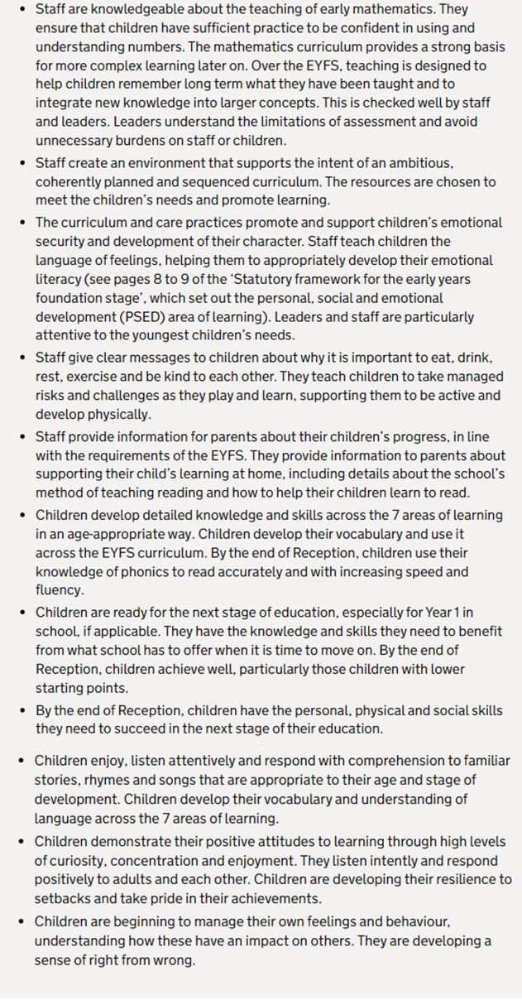 • Staff are knowledgeable about the teaching of early mathematics. They
ensure that children have sufficient practice to be confident in using and
understanding numbers. The mathematics curriculum provides a strong basis
for more complex learning later on. Over the EYFS, teaching is designed to
help children remember long term what they have been taught and to
integrate new knowledge into larger concepts. This is checked well by staff
and leaders. Leaders understand the limitations of assessment and avoid
unnecessary burdens on staff or children.
• Staff create an environment that supports the intent of an ambitious,
coherently planned and sequenced curriculum. The resources are chosen to
meet the children’s needs and promote learning.
• The curriculum and care practices promote and support children’s emotional
security and development of their character. Staff teach children the
language of feelings, helping them to appropriately develop their emotional
literacy (see pages 8 to 9 of the ‘Statutory framework for the early years
foundation stage’, which set out the personal, social and emotional
development (PSED) area of learning). Leaders and staff are particularly
attentive to the youngest children’s needs.
• Staff give clear messages to children about why it is important to eat, drink,
rest, exercise and be kind to each other. They teach children to take managed
risks and challenges as they play and learn, supporting them to be active and
develop physically.
• Staff provide information for parents about their children’s progress, in line
with the requirements of the EYFS. They provide information to parents about
supporting their child’s learning at home, including details about the school’s
method of teaching reading and how to help their children learn to read.
• Children develop detailed knowledge and skills across the 7 areas of learning
in an age-appropriate way. Children develop their vocabulary and use it
across the EYFS curriculum. By the end of Reception, children use their
knowledge of phonics to read accurately and with increasing speed and
fluency.
• Children are ready for the next stage of education, especially for Year 1 in
school, if applicable. They have the knowledge and skills they need to benefit
from what school has to offer when it is time to move on. By the end of
Reception, children achieve well, particularly those children with lower
starting points.
• By the end of Reception, children have the personal, physical and social skills
they need to succeed in the next stage of their education.
• Children enjoy, listen attentively and respond with comprehension to familiar
stories, rhymes and songs that are appropriate to their age and stage of
development. Children develop their vocabulary and understanding of
language across the 7 areas of learning.
• Children demonstrate their positive attitudes to learning through high levels
of curiosity, concentration and enjoyment. They listen intently and respond
positively to adults and each other. Children are developing their resilience to
setbacks and take pride in their achievements.
• Children are beginning to manage their own feelings and behaviour,
understanding how these have an impact on others. They are developing a
sense of right from wrong.